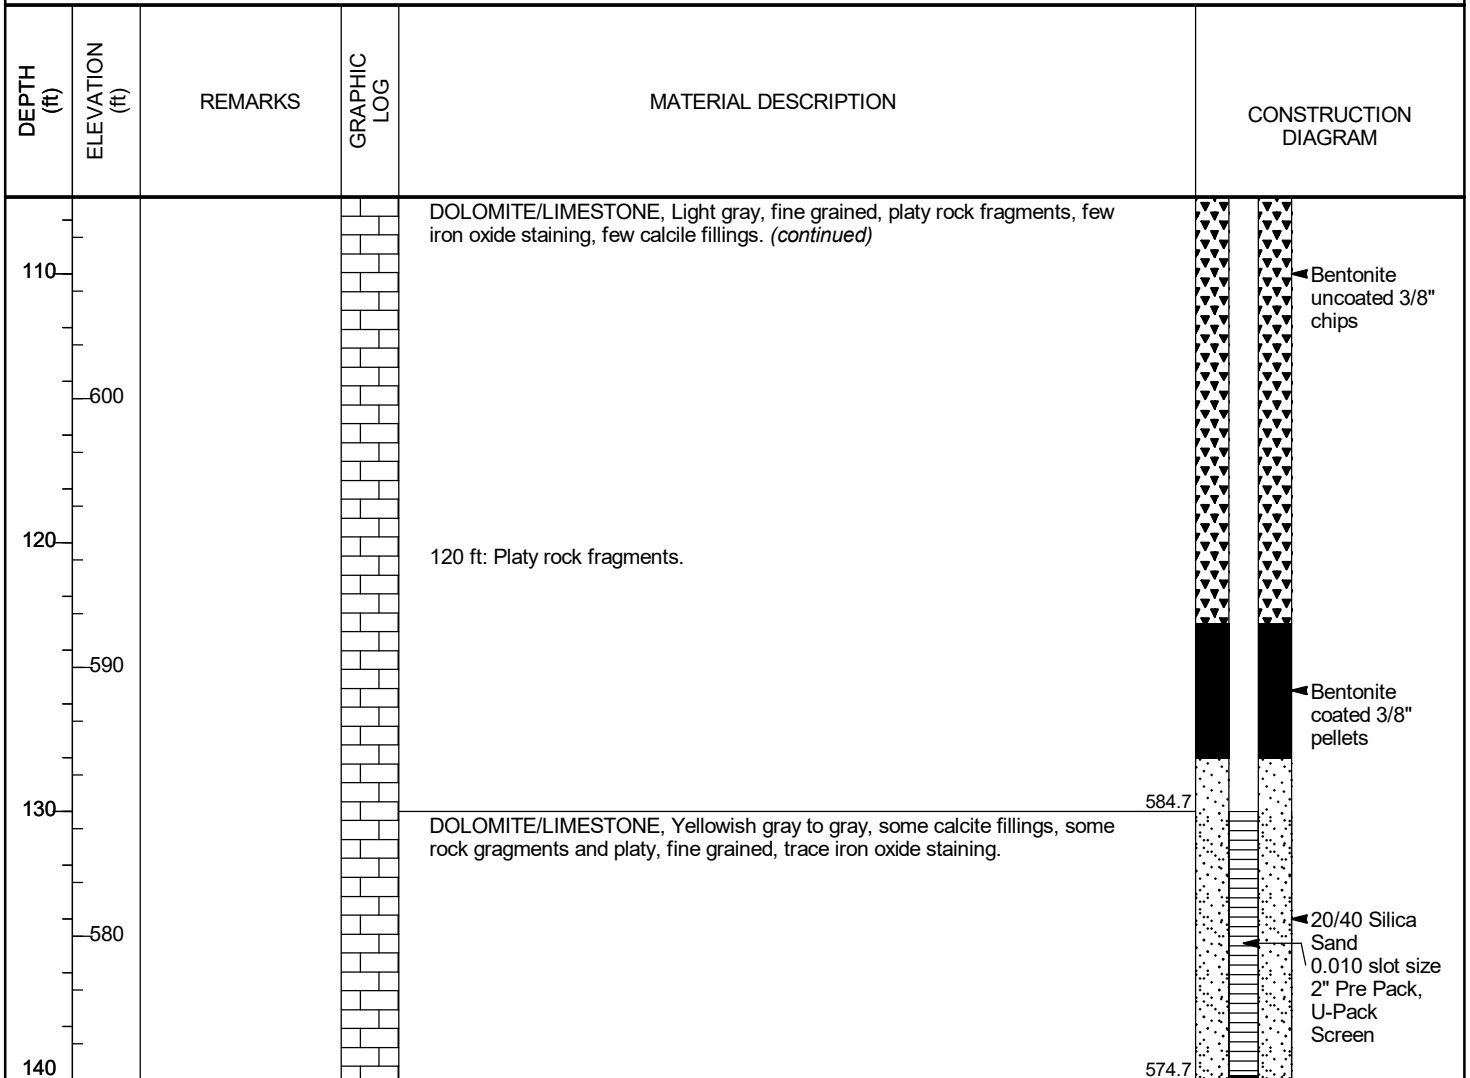 DEPTH
(ft)
ELEVATION
(ft)
REMARKS
GRAPHIC
LOG
MATERIAL DESCRIPTION
CONSTRUCTION
DIAGRAM
DOLOMITE/LIMESTONE, Light gray, fine grained, platy rock fragments, few
iron oxide staining, few calcile fillings. (continued)
110
Bentonite
uncoated 3/8"
chips
600
120
120 ft: Platy rock fragments.
590
Bentonite
coated 3/8"
pellets
130
584.7
DOLOMITE/LIMESTONE, Yellowish gray to gray, some calcite fillings, some
rock gragments and platy, fine grained, trace iron oxide staining.
580
20/40 Silica
Sand
0.010 slot size
2" Pre Pack,
U-Pack
Screen
140
574.7